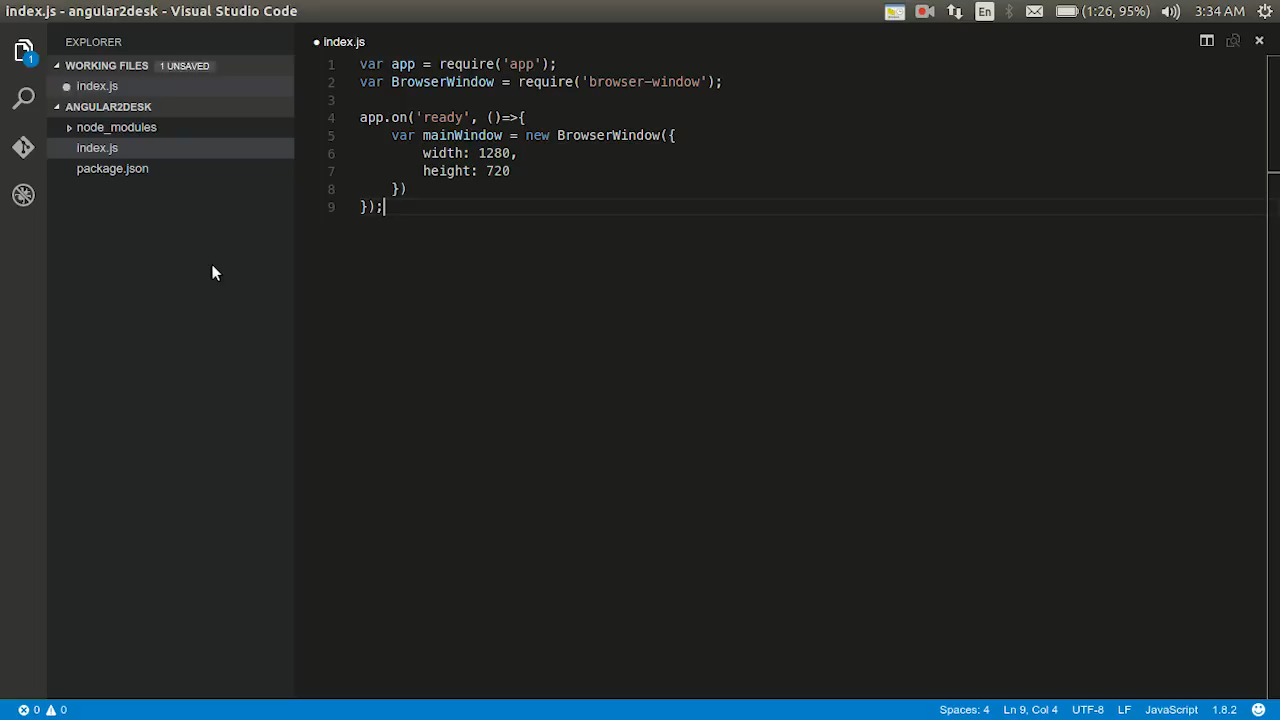 index.js - angular2desk - Visual Studio Code
En
(1:26, 95%)
3:34 AM
EXPLORER
WORKING FILES 1 UNSAVED
index.js
ANGULAR2DESK
node_modules
index.js
package.json
1
● index.js
1 var app = require('app');
2 var BrowserWindow = require('browser-window');
3
4 app.on('ready', ()=>{
5     var mainWindow = new BrowserWindow({
6         width: 1280,
7         height: 720
8     })
9 });
0 0
Spaces: 4 Ln 9, Col 4 UTF-8 LF JavaScript 1.8.2